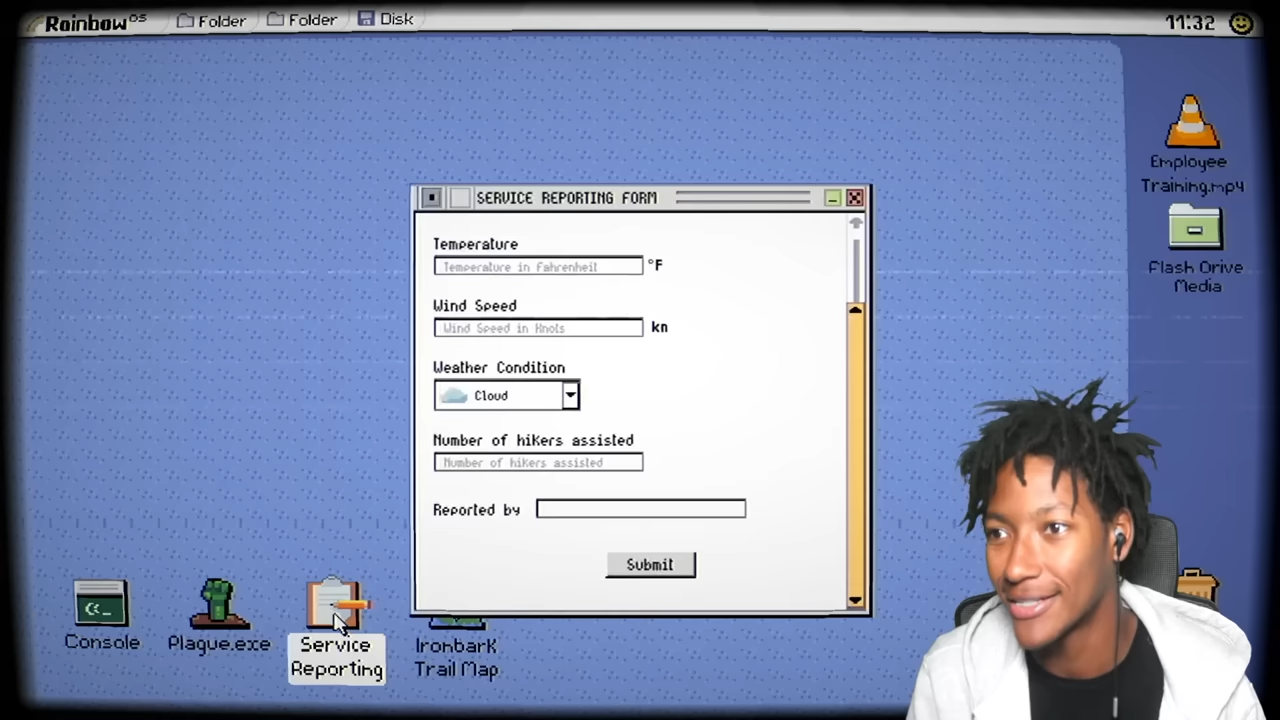 Rainbow OS
Folder
Folder
Disk
11:32
SERVICE REPORTING FORM
Temperature
Temperature in Fahrenheit
°F
Wind Speed
Wind Speed in Knots
kn
Weather Condition
Cloud
Number of hikers assisted
Number of hikers assisted
Reported by
Submit
Employee
Training.mp4
Flash Drive
Media
Console
Plague.exe
Service
Reporting
Ironbark
Trail Map